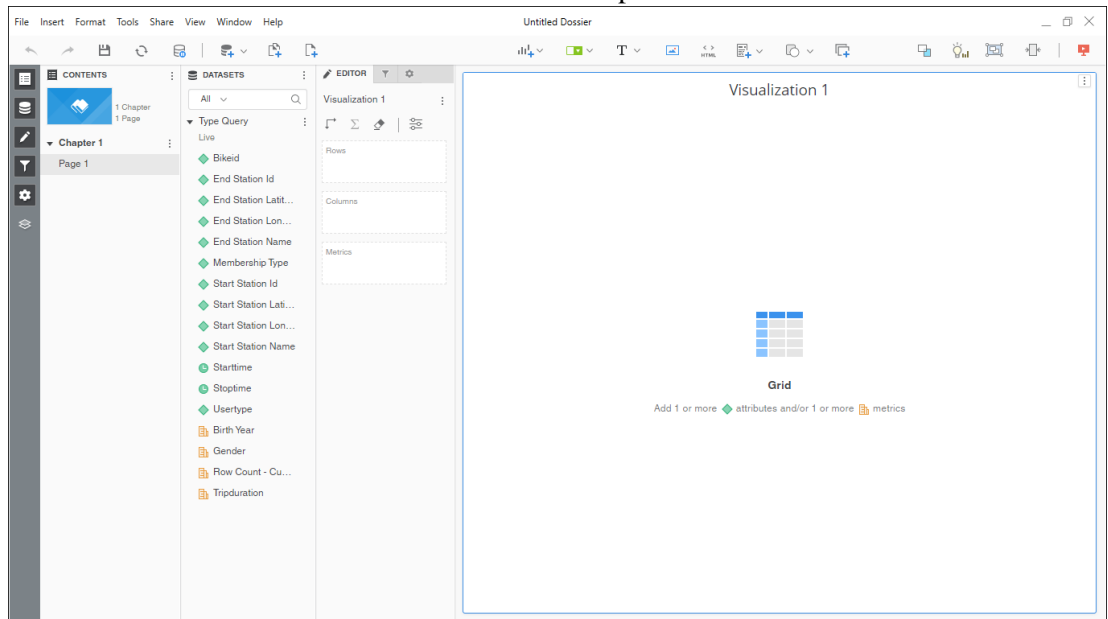 File Insert Format Tools Share View Window Help
Untitled Dossier
T
< >
HTML
CONTENTS
1 Chapter
1 Page
Chapter 1
Page 1
DATASETS
All
Type Query
Live
Bikeid
End Station Id
End Station Latit...
End Station Lon...
End Station Name
Membership Type
Start Station Id
Start Station Lati...
Start Station Lon...
Start Station Name
Starttime
Stoptime
Usertype
Birth Year
Gender
Row Count - Cu...
Tripduration
EDITOR
Visualization 1
Σ
Rows
Columns
Metrics
Visualization 1
Grid
Add 1 or more attributes and/or 1 or more metrics